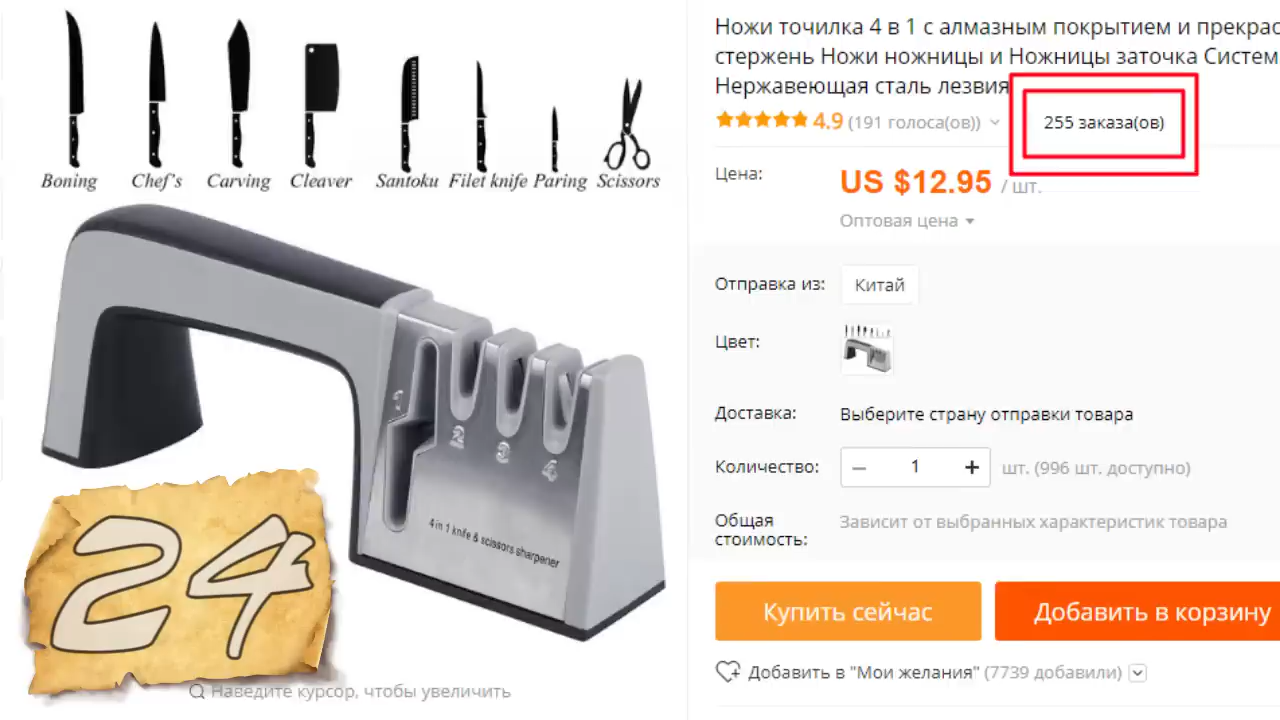 Boning Chef's Carving Cleaver Santoku Filet knife Paring Scissors
1
2
3
4
4 in 1 knife & scissors sharpener
24
Наведите курсор, чтобы увеличить
Ножи точилка 4 в 1 с алмазным покрытием и прекрас
стержень Ножи ножницы и Ножницы заточка Систем
Нержавеющая сталь лезвия
4.9 (191 голоса(ов))
255 заказа(ов)
Цена:
US $12.95 / шт.
Оптовая цена
Отправка из: Китай
Цвет:
Доставка: Выберите страну отправки товара
Количество: − 1 + шт. (996 шт. доступно)
Общая
стоимость:
Зависит от выбранных характеристик товара
Купить сейчас
Добавить в корзину
Добавить в "Мои желания" (7739 добавили)